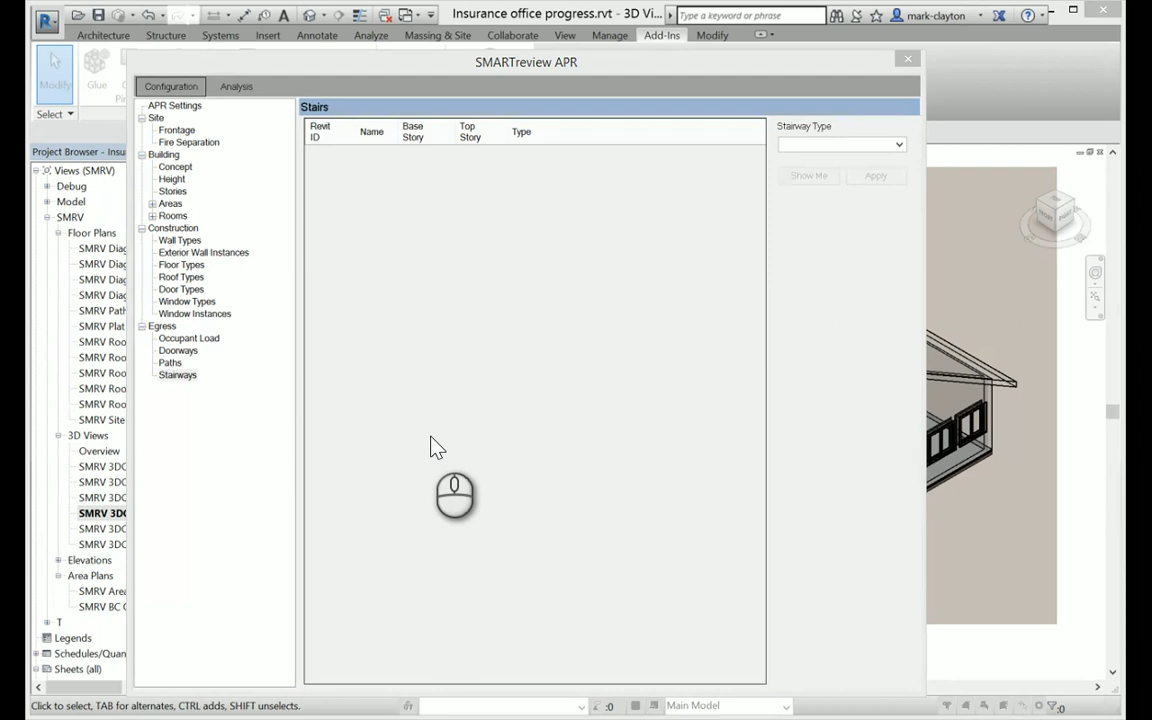 Insurance office progress.rvt - 3D Vi...
Type a keyword or phrase
mark-clayton
Architecture Structure Systems Insert Annotate Analyze Massing & Site Collaborate View Manage Add-Ins Modify
Modify
Glue
Select
SMARTreview APR
Configuration Analysis
Project Browser - Insu
Views (SMRV)
Debug
Model
SMRV
Floor Plans
SMRV Diag
SMRV Diag
SMRV Diag
SMRV Diag
SMRV Path
SMRV Plat
SMRV Roo
SMRV Roo
SMRV Roo
SMRV Roo
SMRV Roo
SMRV Site
3D Views
Overview
SMRV 3DC
SMRV 3DC
SMRV 3DC
SMRV 3DC
SMRV 3DC
SMRV 3DC
Elevations
Area Plans
SMRV Area
SMRV BC C
T
Legends
Schedules/Quan
Sheets (all)
APR Settings
Site
Frontage
Fire Separation
Building
Concept
Height
Stories
Areas
Rooms
Construction
Wall Types
Exterior Wall Instances
Floor Types
Roof Types
Door Types
Window Types
Window Instances
Egress
Occupant Load
Doorways
Paths
Stairways
Stairs
Revit ID Name Base Story Top Story Type
Stairway Type
Show Me Apply
FRONT RIGHT
Click to select, TAB for alternates, CTRL adds, SHIFT unselects.
:0
Main Model
:0